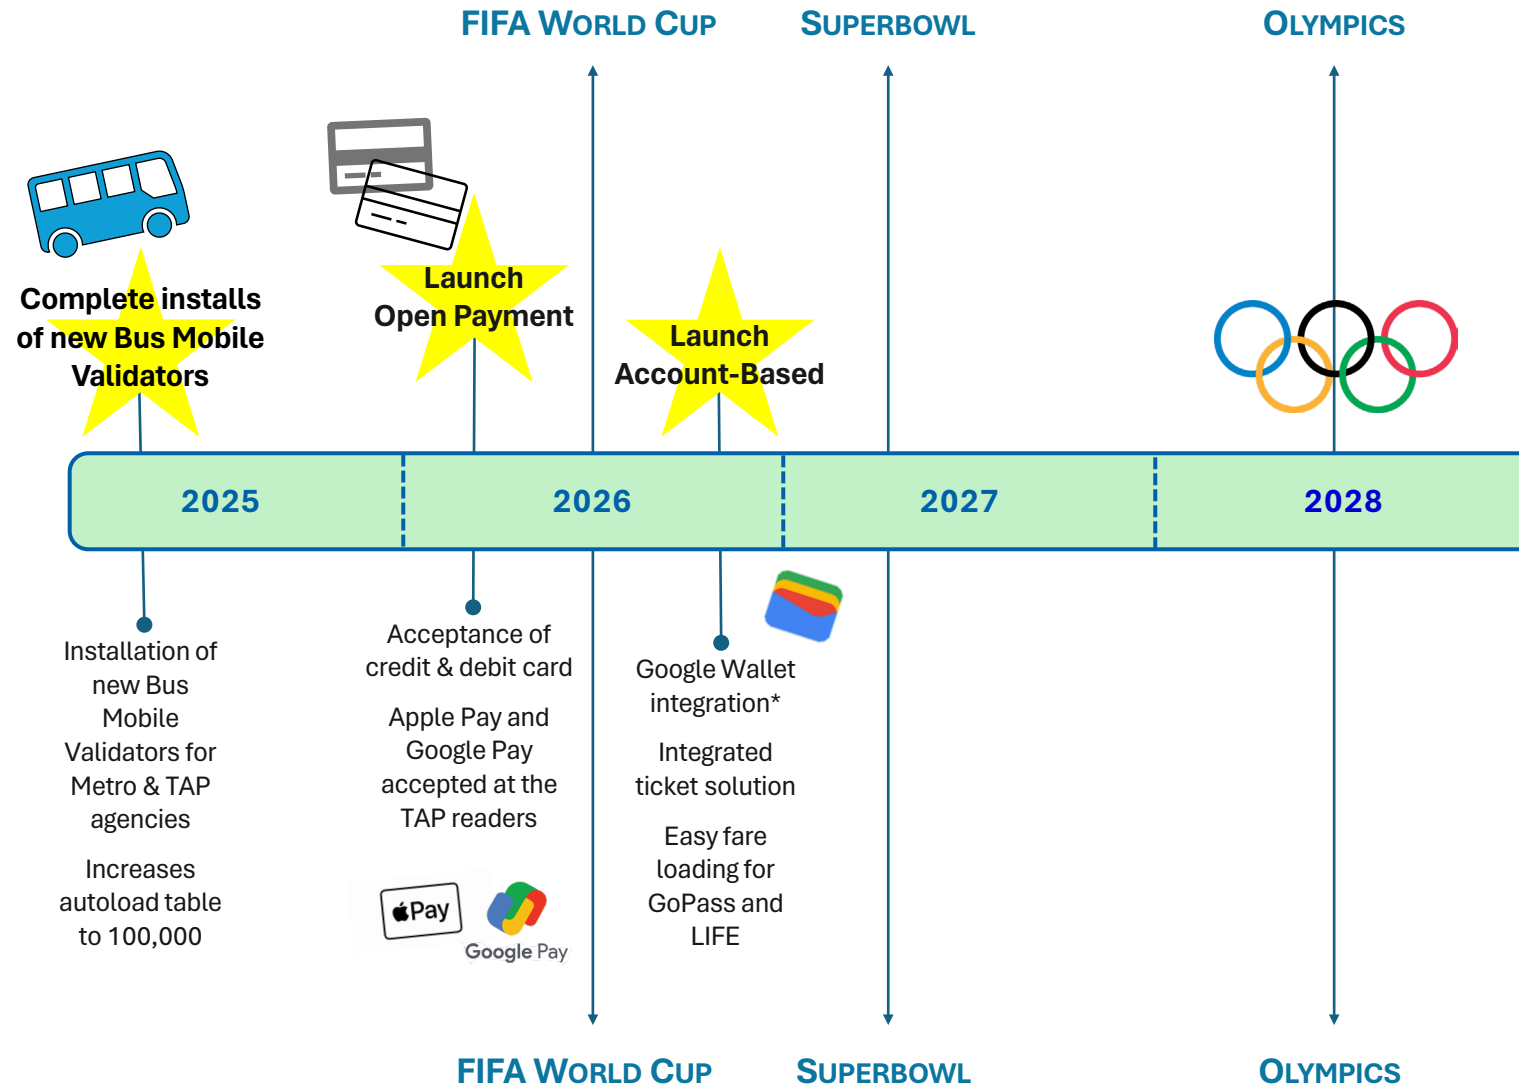 FIFA WORLD CUP
SUPERBOWL
OLYMPICS
Complete installs
of new Bus Mobile
Validators
Launch
Open Payment
Launch
Account-Based
2025
2026
2027
2028
Installation of
new Bus
Mobile
Validators for
Metro & TAP
agencies
Increases
autoload table
to 100,000
Acceptance of
credit & debit card
Apple Pay and
Google Pay
accepted at the
TAP readers
Pay
Google Pay
Google Wallet
integration*
Integrated
ticket solution
Easy fare
loading for
GoPass and
LIFE
FIFA WORLD CUP
SUPERBOWL
OLYMPICS